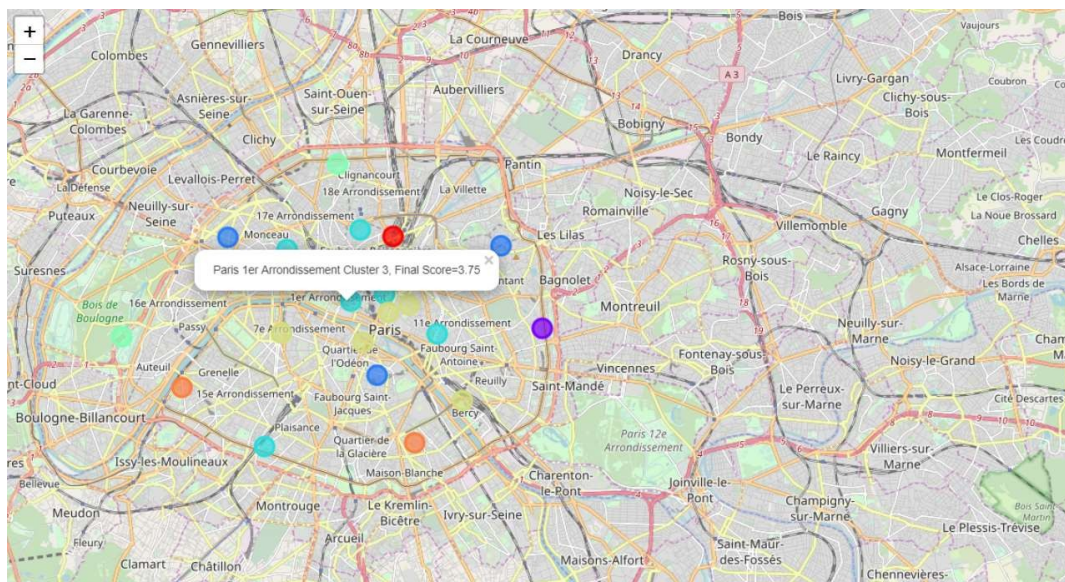 +
−
Colombes
Gennevilliers
La Courneuve
Drancy
Bois
Vaujours
Coubron
A 3
Livry-Gargan
Clichy-sous-
Bois
Asnières-sur-
Seine
Saint-Ouen-
sur-Seine
Aubervilliers
Bobigny
Bondy
La Garenne-
Colombes
Clichy
Pantin
Le Raincy
Montfermeil
Les Coudre
Courbevoie
La Défense
Levallois-Perret
Clignancourt
18e Arrondissement
La Villette
Noisy-le-Sec
Romainville
Gagny
Le Clos-Roger
La Noue Brossard
Puteaux
Neuilly-sur-
Seine
17e Arrondissement
Monceau
Les Lilas
Villemomble
Chelles
Suresnes
Paris 1er Arrondissement Cluster 3, Final Score=3.75
×
Bagnolet
Rosny-sous-
Bois
Alsace-Lorraine
Les Bords de
Marne
Bois de
Boulogne
16e Arrondissement
1er Arrondissement
Montreuil
Passy
7e Arrondissement
Paris
11e Arrondissement
Neuilly-sur-
Marne
Auteuil
Grenelle
Quartier de
l'Odéon
Faubourg Saint-
Antoine
Reuilly
Vincennes
Fontenay-sous-
Bois
Noisy-le-Grand
nt-Cloud
15e Arrondissement
Faubourg Saint-
Jacques
Bercy
Saint-Mandé
Le Perreux-
sur-Marne
Cité Descartes
Boulogne-Billancourt
Plaisance
Quartier de
la Glacière
Paris 12e
Arrondissement
Villiers-sur-
Marne
Issy-les-Moulineaux
Maison-Blanche
Bellevue
Charenton-
le-Pont
Joinville-le-
Pont
Meudon
Montrouge
Le Kremlin-
Bicêtre
Ivry-sur-Seine
Champigny-
sur-Marne
Bois Saint
Martin
Le Plessis-Trévise
Fleury
Arcueil
Clamart
Châtillon
Maisons-Alfort
Saint-Maur-
des-Fossés
Chennevières-